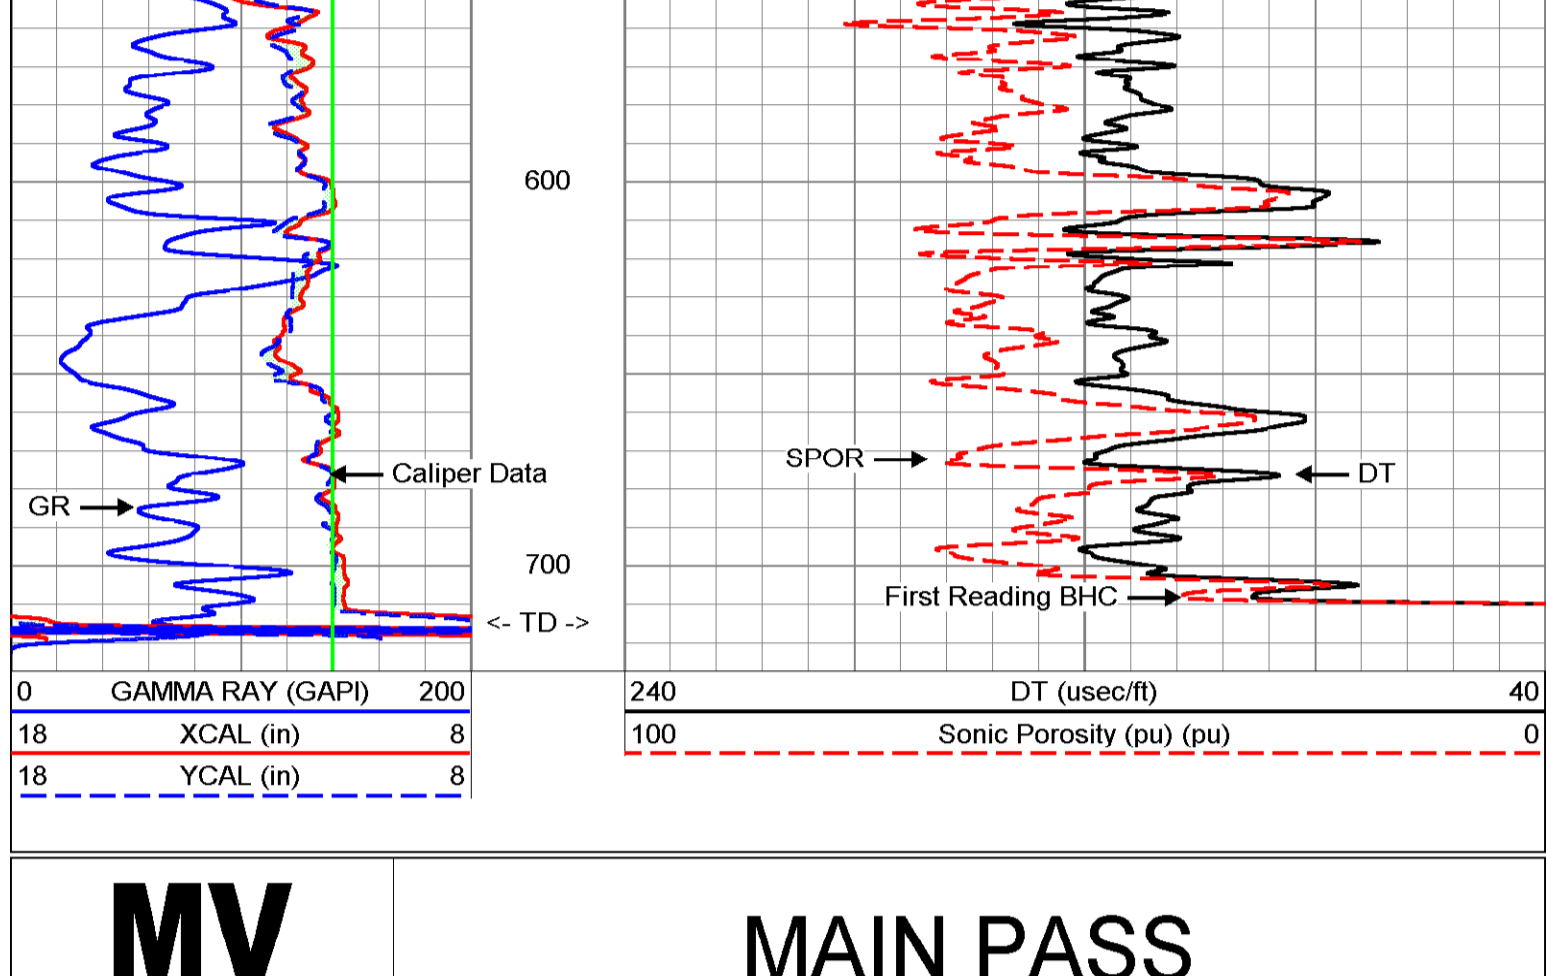 600
SPOR
Caliper Data
DT
GR
700
First Reading BHC
<- TD ->
0 GAMMA RAY (GAPI) 200
240 DT (usec/ft) 40
18 XCAL (in) 8
100 Sonic Porosity (pu) (pu) 0
18 YCAL (in) 8
MV
MAIN PASS